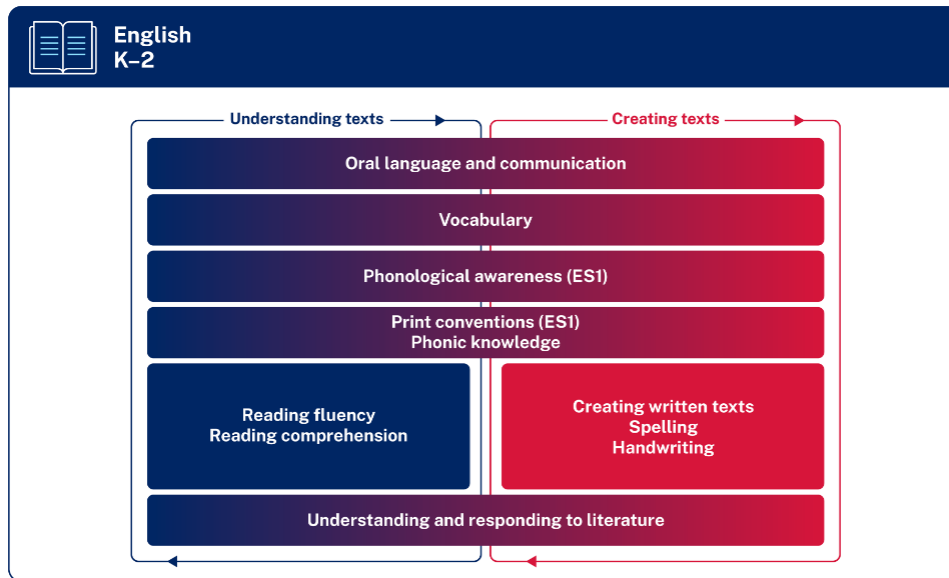 English
K–2
Understanding texts
Creating texts
Oral language and communication
Vocabulary
Phonological awareness (ES1)
Print conventions (ES1)
Phonic knowledge
Reading fluency
Reading comprehension
Creating written texts
Spelling
Handwriting
Understanding and responding to literature